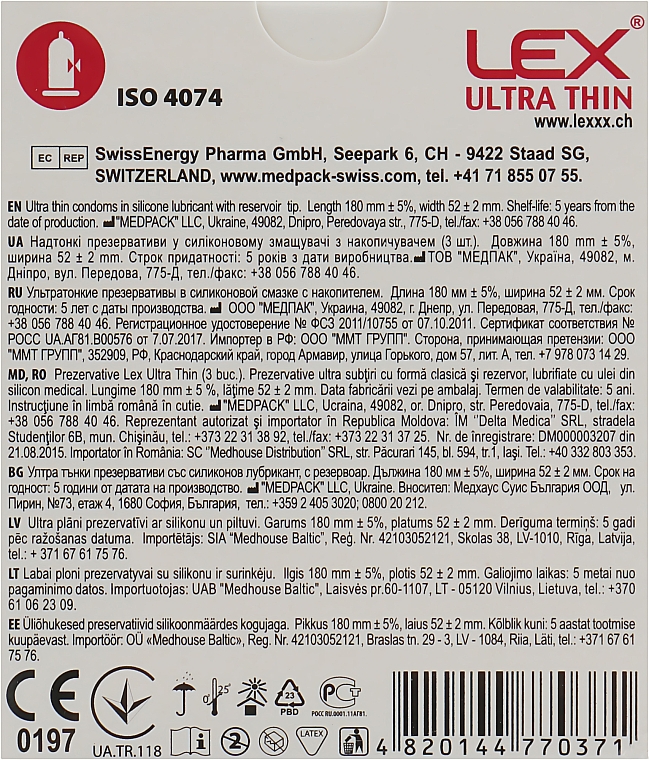 LEX®
ISO 4074
ULTRA THIN
www.lexxx.ch
EC REP
SwissEnergy Pharma GmbH, Seepark 6, CH - 9422 Staad SG,
SWITZERLAND, www.medpack-swiss.com, tel. +41 71 855 07 55.
EN Ultra thin condoms in silicone lubricant with reservoir tip. Length 180 mm ± 5%, width 52 ± 2 mm. Shelf-life: 5 years from the
date of production. "MEDPACK" LLC, Ukraine, 49082, Dnipro, Peredovaya str., 775-D, tel./fax: +38 056 788 40 46.
UA Надтонкі презервативи у силіконовому змащувачі з накопичувачем (3 шт.). Довжина 180 мм ± 5%,
ширина 52 ± 2 мм. Строк придатності: 5 років з дати виробництва. ТОВ "МЕДПАК", Україна, 49082, м.
Дніпро, вул. Передова, 775-Д, тел./факс: +38 056 788 40 46.
RU Ультратонкие презервативы в силиконовой смазке с накопителем. Длина 180 мм ± 5%, ширина 52 ± 2 мм. Срок
годности: 5 лет с даты производства. ООО "МЕДПАК", Украина, 49082, г. Днепр, ул. Передовая, 775-Д, тел./факс:
+38 056 788 40 46. Регистрационное удостоверение № ФСЗ 2011/10755 от 07.10.2011. Сертификат соответствия №
РОСС UA.АГ81.B00576 от 7.07.2017. Импортер в РФ: ООО "ММТ ГРУПП". Сторона, принимающая претензии: ООО
"ММТ ГРУПП", 352909, РФ, Краснодарский край, город Армавир, улица Горького, дом 57, лит. А, тел. +7 978 073 14 29.
MD, RO Prezervative Lex Ultra Thin (3 buc.). Prezervative ultra subțiri cu formă clasică și rezervor, lubrifiate cu ulei din
silicon medical. Lungime 180 mm ± 5 %, lățime 52 ± 2 mm. Data fabricării vezi pe ambalaj. Termen de valabilitate: 5 ani.
Instrucțiune în limbă română în cutie. "MEDPACK" LLC, Ucraina, 49082, or. Dnipro, str. Peredovaia, 775-D, tel./fax:
+38 056 788 40 46. Reprezentant autorizat și importator în Republica Moldova: ÎM "Delta Medica" SRL, stradela
Studenților 6B, mun. Chișinău, tel.: +373 22 31 38 92, tel./fax: +373 22 31 37 25. Nr. de înregistrare: DM000003207 din
21.08.2015. Importator în România: SC "Medhouse Distribution" SRL, str. Păcurari 145, bl. 594, tr.1, Iași. Tel.: +40 332 803 353.
BG Ултра тънки презервативи със силиконов лубрикант, с резервоар. Дължина 180 мм ± 5%, ширина 52 ± 2 мм. Срок на
годност: 5 години от датата на производство. "MEDPACK" LLC, Ukraine. Вносител: Медхаус Суис България ООД, ул.
Пирин, №73, етаж 4, 1680 София, България, тел.: +359 2 405 3020; 0800 20 212.
LV Ultra plāni prezervatīvi ar silikonu un piltuvi. Garums 180 mm ± 5%, platums 52 ± 2 mm. Derīguma termiņš: 5 gadi
pēc ražošanas datuma. Importētājs: SIA "Medhouse Baltic", Reģ. Nr. 42103052121, Skolas 38, LV-1010, Rīga, Latvija,
tel.: + 371 67 61 75 76.
LT Labai ploni prezervatyvai su silikonu ir surinkėju. Ilgis 180 mm ± 5%, plotis 52 ± 2 mm. Galiojimo laikas: 5 metai nuo
pagaminimo datos. Importuotojas: UAB "Medhouse Baltic", Laisvės pr.60-1107, LT - 05120 Vilnius, Lietuva, tel.: +370
61 06 23 09.
EE Üliõhukesed preservatiivid silikoonmäärdes kogujaga. Pikkus 180 mm ± 5%, laius 52 ± 2 mm. Kõlblik kuni: 5 aastat tootmise
kuupäevast. Importöör: OÜ «Medhouse Baltic», Reg. Nr. 42103052121, Braslas tn. 29 - 3, LV - 1084, Riia, Läti, tel.: +371 67 61
75 76.
CE 0197
UA.TR.118
0° 25°
23
PBD
РСТ
РОСС RU.0001.11АГ81.
i
2
LATEX
4 820144 770371